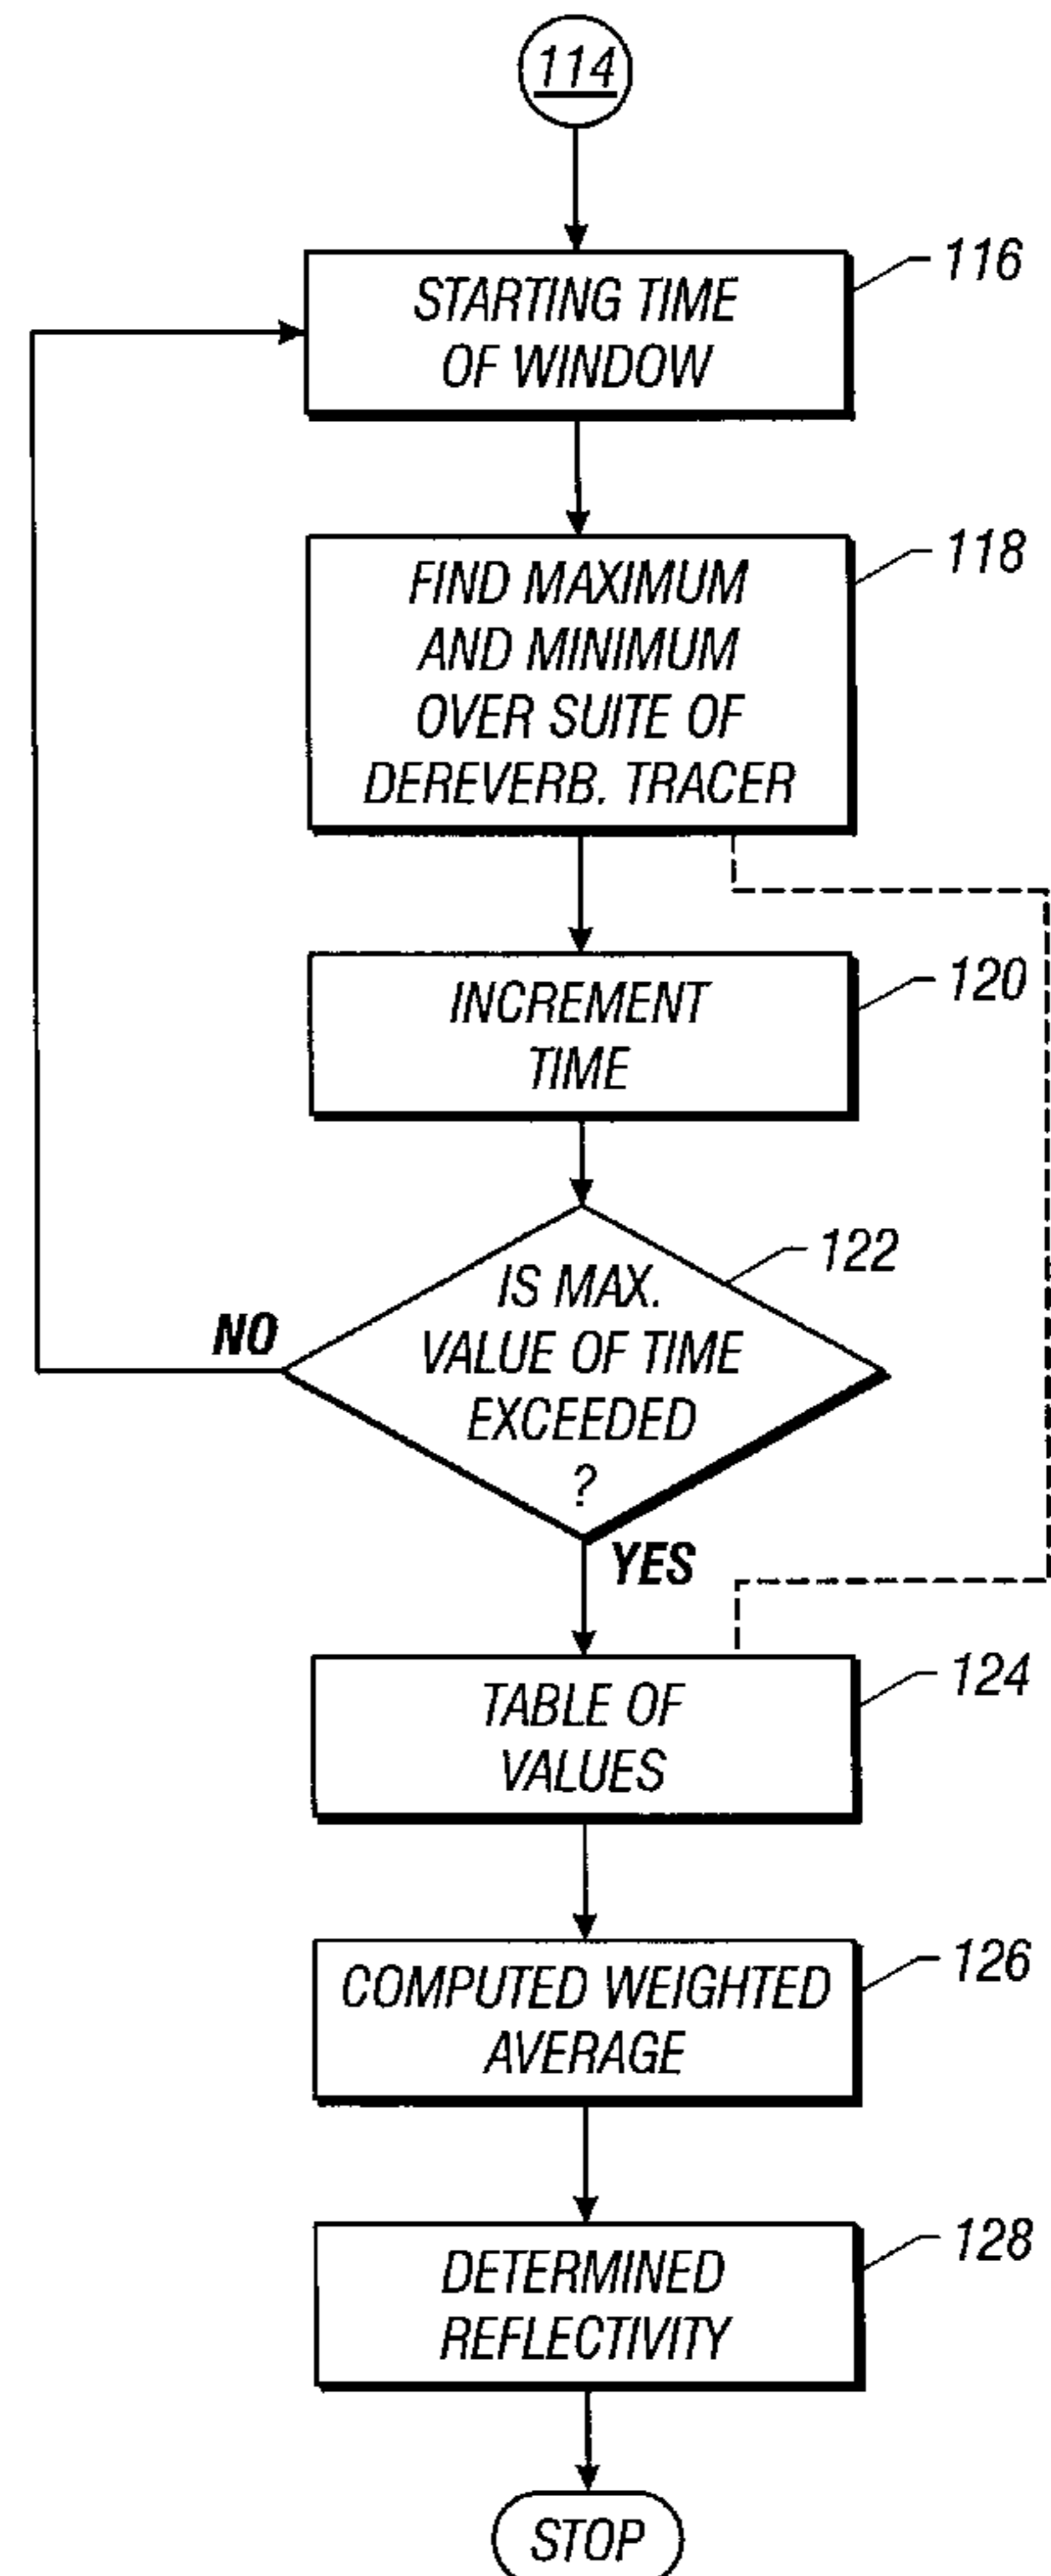 114
STARTING TIME
OF WINDOW
116
FIND MAXIMUM
AND MINIMUM
OVER SUITE OF
DEREVERB. TRACER
118
INCREMENT
TIME
120
IS MAX.
VALUE OF TIME
EXCEEDED
?
122
NO
YES
TABLE OF
VALUES
124
COMPUTED WEIGHTED
AVERAGE
126
DETERMINED
REFLECTIVITY
128
STOP